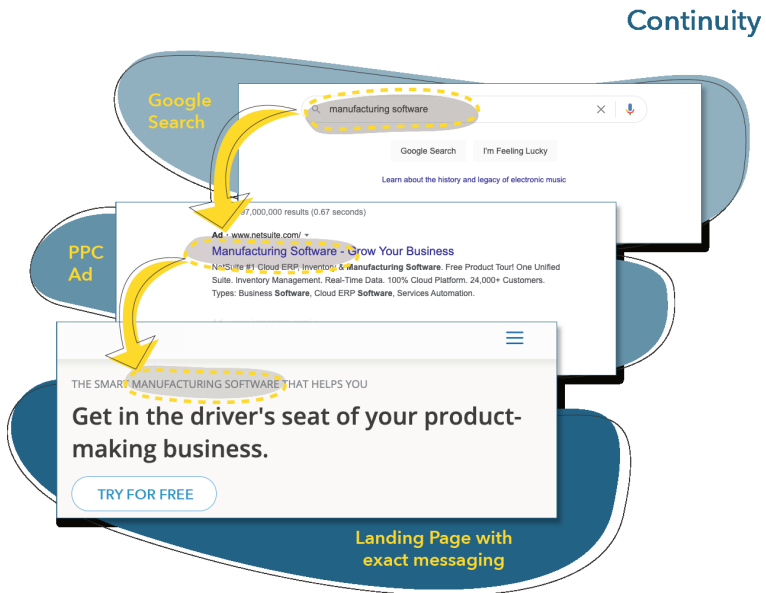 Continuity
Google
Search
manufacturing software
Google Search
I'm Feeling Lucky
Learn about the history and legacy of electronic music
97,000,000 results (0.67 seconds)
PPC
Ad
Ad · www.netsuite.com/
Manufacturing Software - Grow Your Business
NetSuite #1 Cloud ERP, Inventory & Manufacturing Software. Free Product Tour! One Unified
Suite. Inventory Management. Real-Time Data. 100% Cloud Platform. 24,000+ Customers.
Types: Business Software, Cloud ERP Software, Services Automation.
THE SMART MANUFACTURING SOFTWARE THAT HELPS YOU
Get in the driver's seat of your product-
making business.
TRY FOR FREE
Landing Page with
exact messaging